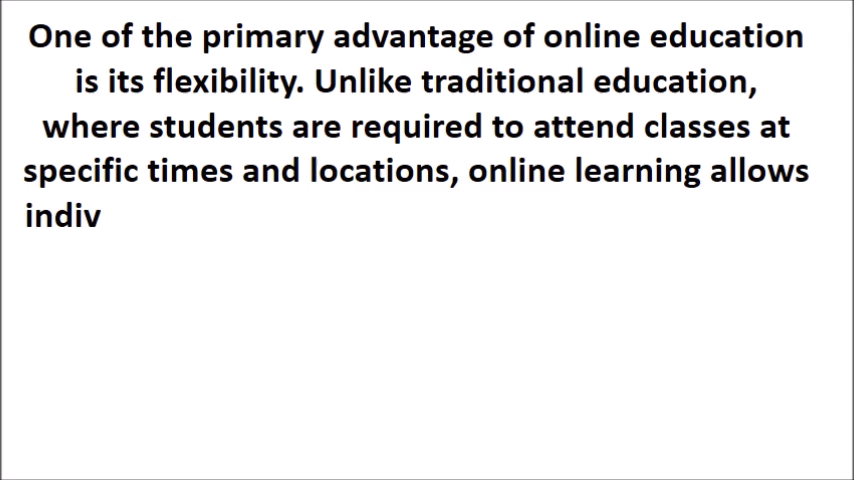 One of the primary advantage of online education
is its flexibility. Unlike traditional education,
where students are required to attend classes at
specific times and locations, online learning allows
indiv